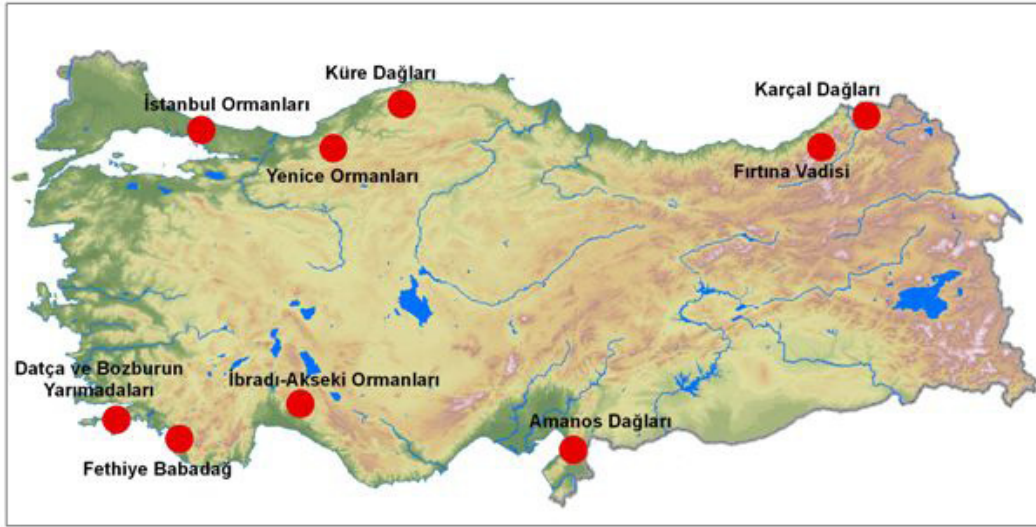 Küre Dağları
İstanbul Ormanları
Karçal Dağları
Yenice Ormanları
Fırtına Vadisi
Datça ve Bozburun
Yarımadaları
İbradı-Akseki Ormanları
Amanos Dağları
Fethiye Babadağ